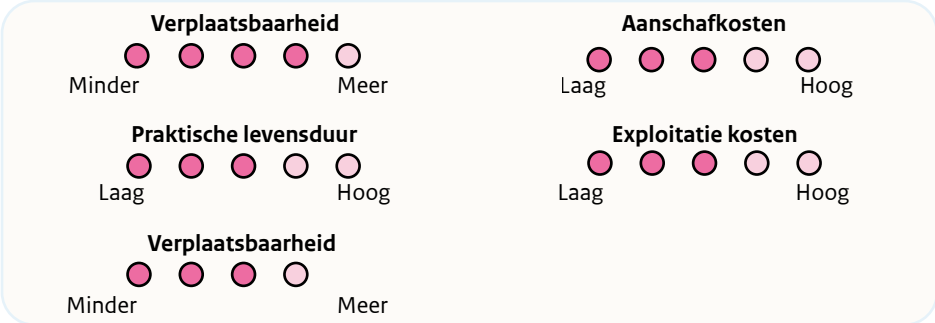 Verplaatsbaarheid
Minder Meer
Praktische levensduur
Laag Hoog
Verplaatsbaarheid
Minder Meer
Aanschafkosten
Laag Hoog
Exploitatie kosten
Laag Hoog